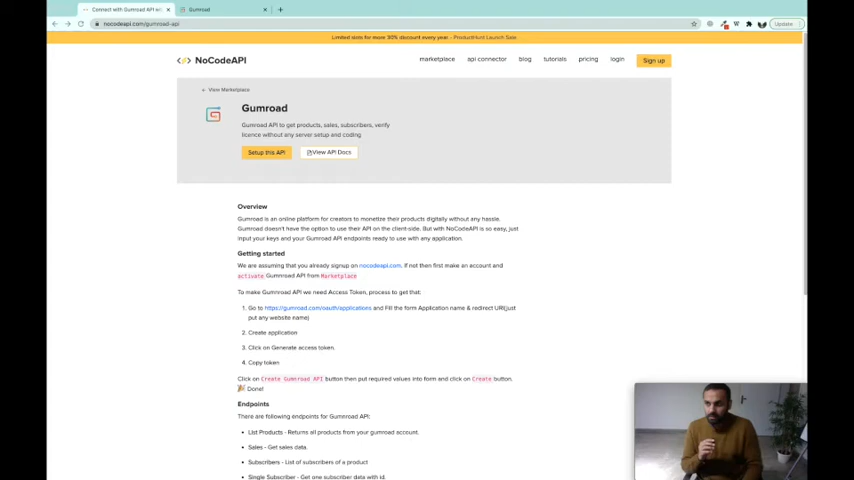 Connect with Gumroad API wi
Gumroad
nocodeapi.com/gumroad-api
Update
Limited slots for more 30% discount every year. - ProductHunt Launch Sale
NoCodeAPI
marketplace api connector blog tutorials pricing login Sign up
← View Marketplace
Gumroad
Gumroad API to get products, sales, subscribers, verify
licence without any server setup and coding
Setup this API View API Docs
Overview
Gumroad is an online platform for creators to monetize their products digitally without any hassle.
Gumroad doesn't have the option to use their API on the client-side. But with NoCodeAPI is so easy, just
input your keys and your Gumroad API endpoints ready to use with any application.
Getting started
We are assuming that you already signup on nocodeapi.com. If not then first make an account and
activate Gumnroad API from Marketplace
To make Gumroad API we need Access Token, process to get that:
1. Go to https://gumroad.com/oauth/applications and Fill the form Application name & redirect URI(just
put any website name)
2. Create application
3. Click on Generate access token.
4. Copy token
Click on Create Gumnroad API button then put required values into form and click on Create button.
🎉 Done!
Endpoints
There are following endpoints for Gumnroad API:
• List Products - Returns all products from your gumroad account.
• Sales - Get sales data.
• Subscribers - List of subscribers of a product
• Single Subscriber - Get one subscriber data with id.